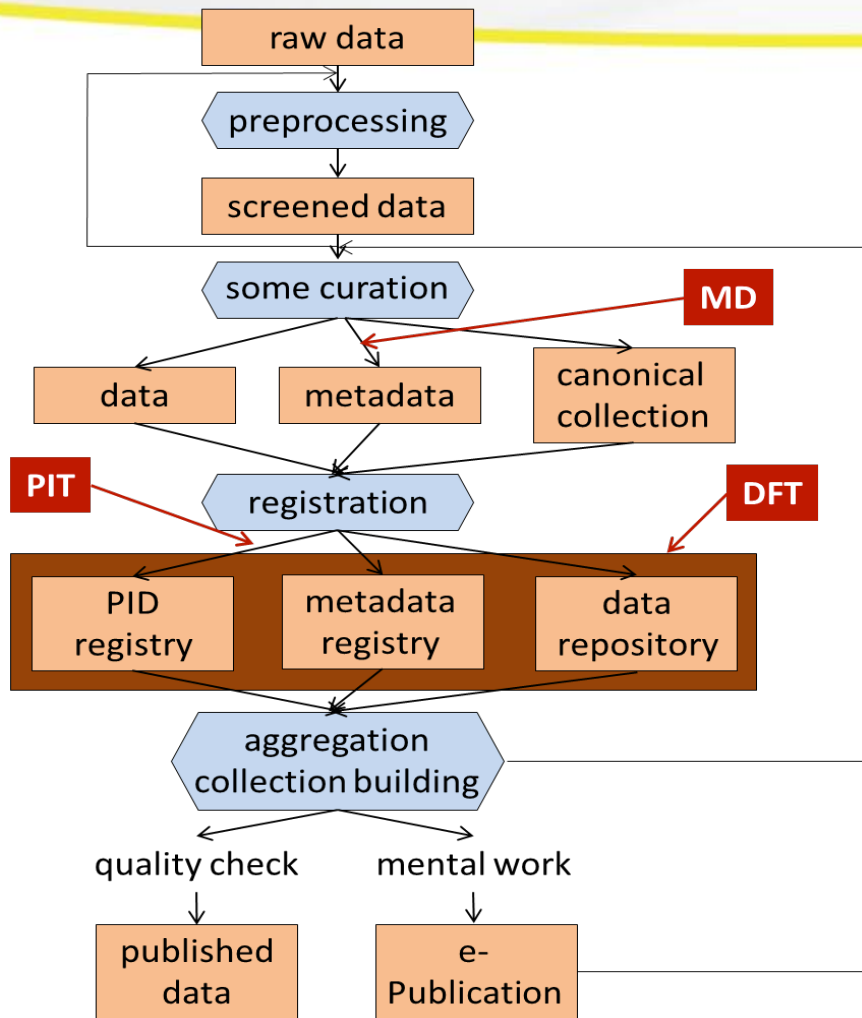 raw data
preprocessing
screened data
some curation
MD
data
metadata
canonical
collection
PIT
registration
DFT
PID
registry
metadata
registry
data
repository
aggregation
collection building
quality check
mental work
published
data
e-
Publication